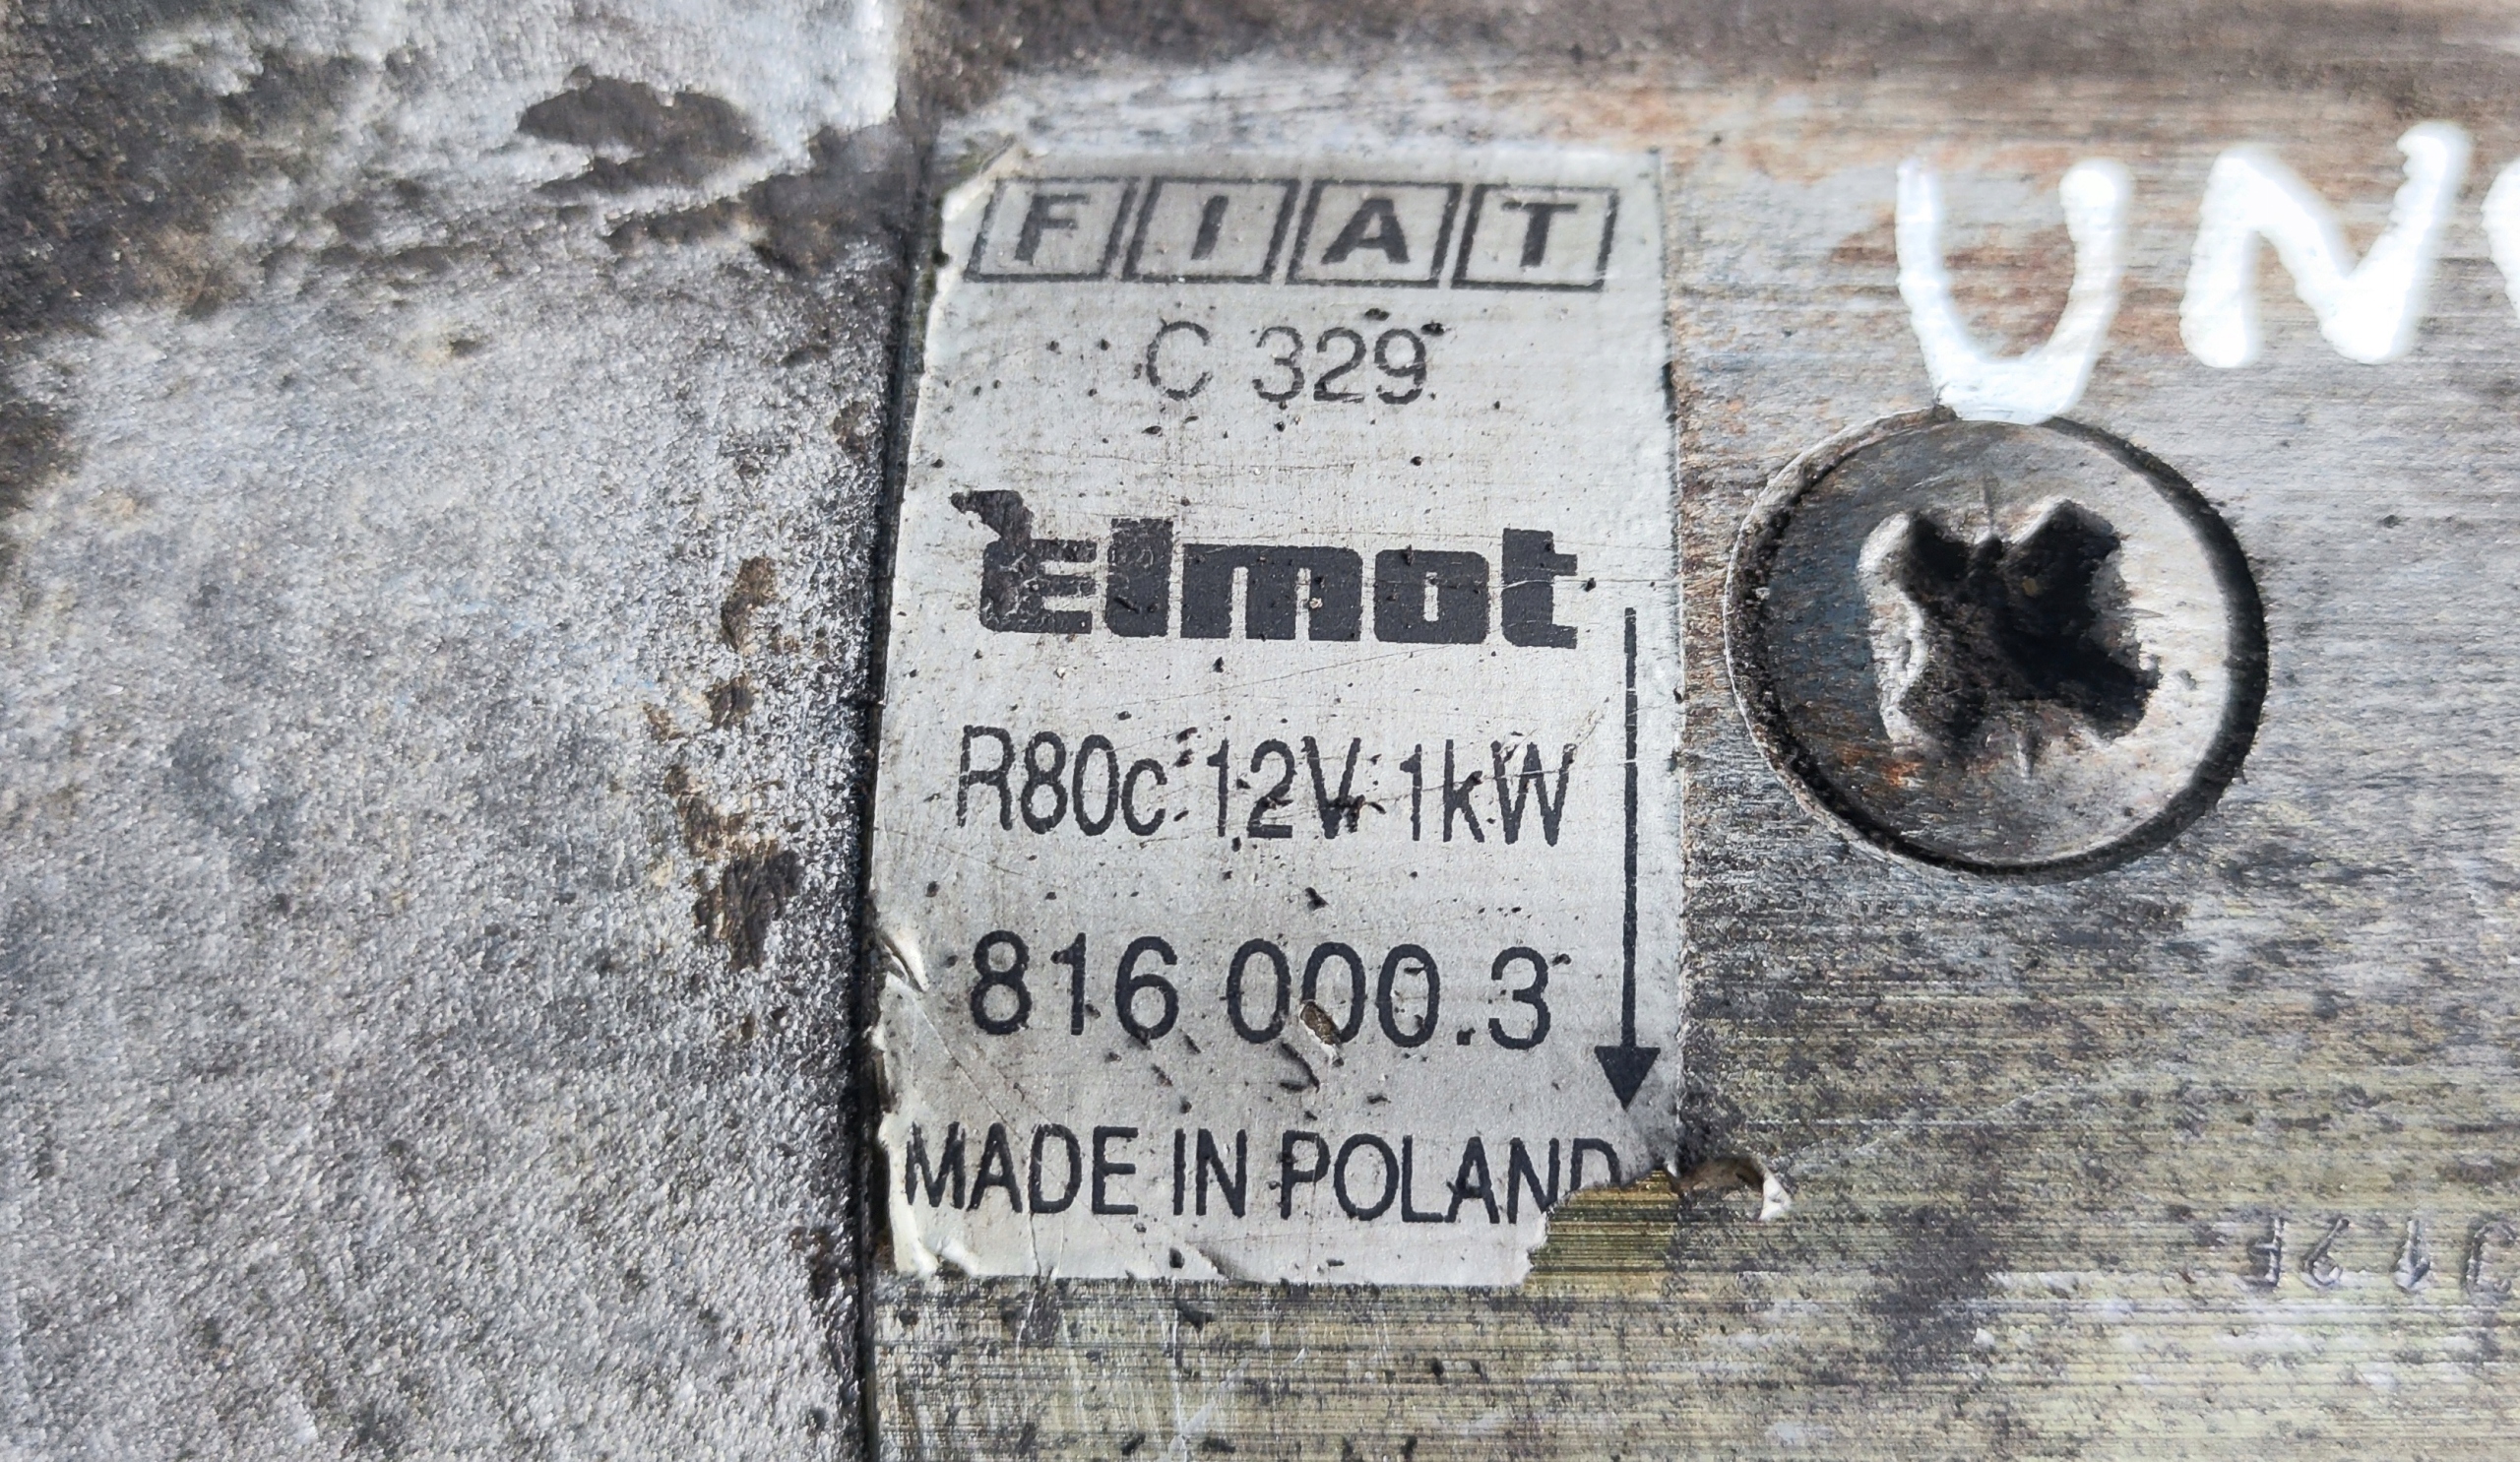 FIAT
C 329
Elmot
R80c 12V 1kW
816 000.3
MADE IN POLAND